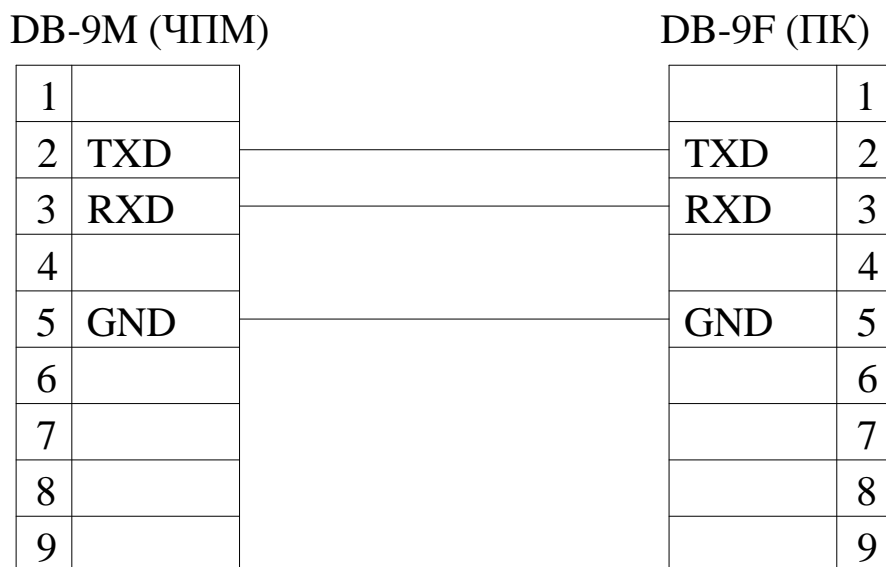 DB-9M (ЧПМ) DB-9F (ПК)
1 1
2 TXD TXD 2
3 RXD RXD 3
4 4
5 GND GND 5
6 6
7 7
8 8
9 9